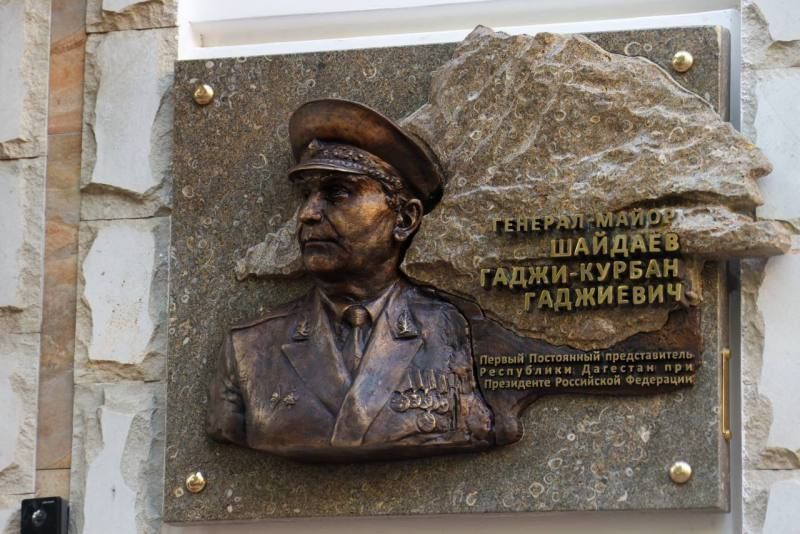 ГЕНЕРАЛ-МАЙОР
ШАЙДАЕВ
ГАДЖИ-КУРБАН
ГАДЖИЕВИЧ
Первый Постоянный представитель
Республики Дагестан при
Президенте Российской Федерации